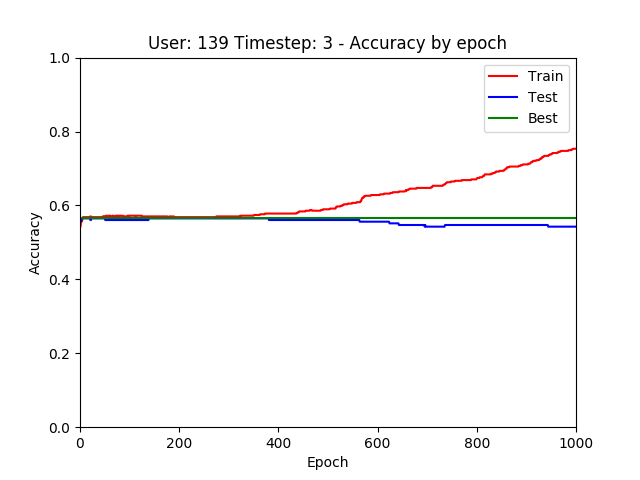 User: 139 Timestep: 3 - Accuracy by epoch
1.0
0.8
0.6
0.4
0.2
0.0
Accuracy
Train
Test
Best
0 200 400 600 800 1000
Epoch